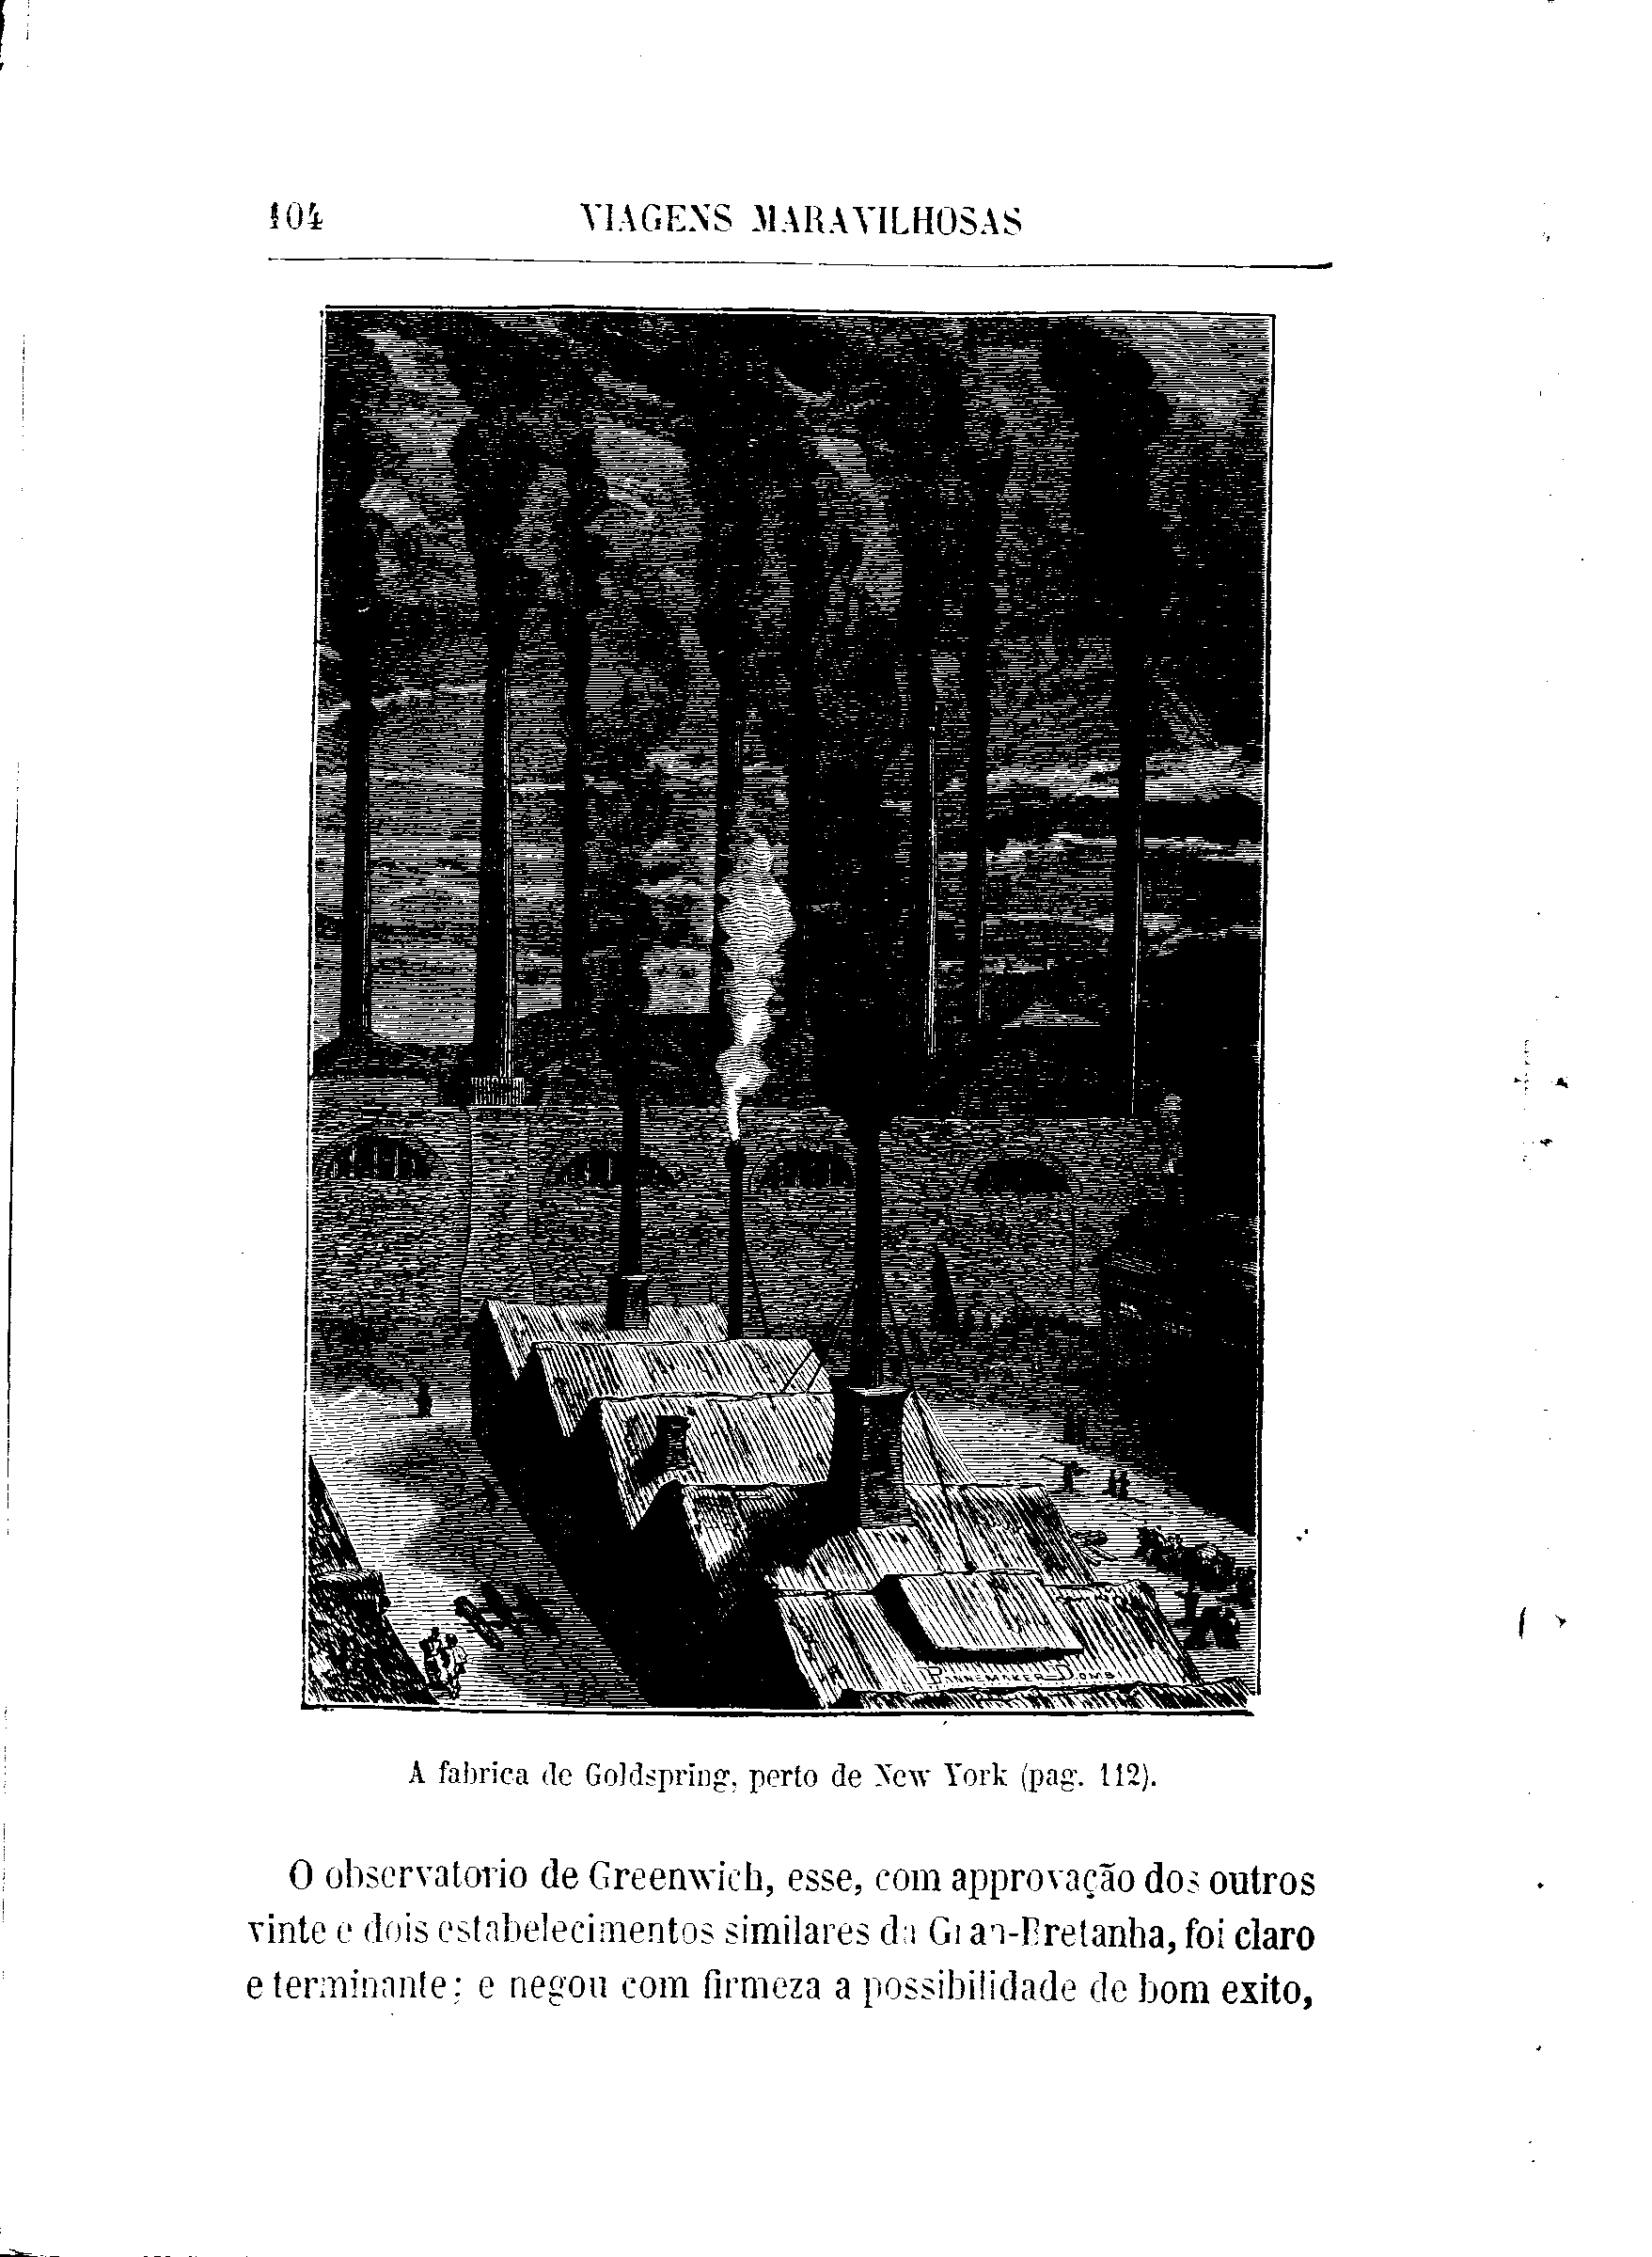 104 VIAGENS MARAVILHOSAS
PANNEMAKER-DOMS
A fabrica de Goldspring, perto de New York (pag. 112).
O observatorio de Greenwich, esse, com approvação dos outros
vinte e dois estabelecimentos similares da Gran-Bretanha, foi claro
e terminante; e negou com firmeza a possibilidade de bom exito,